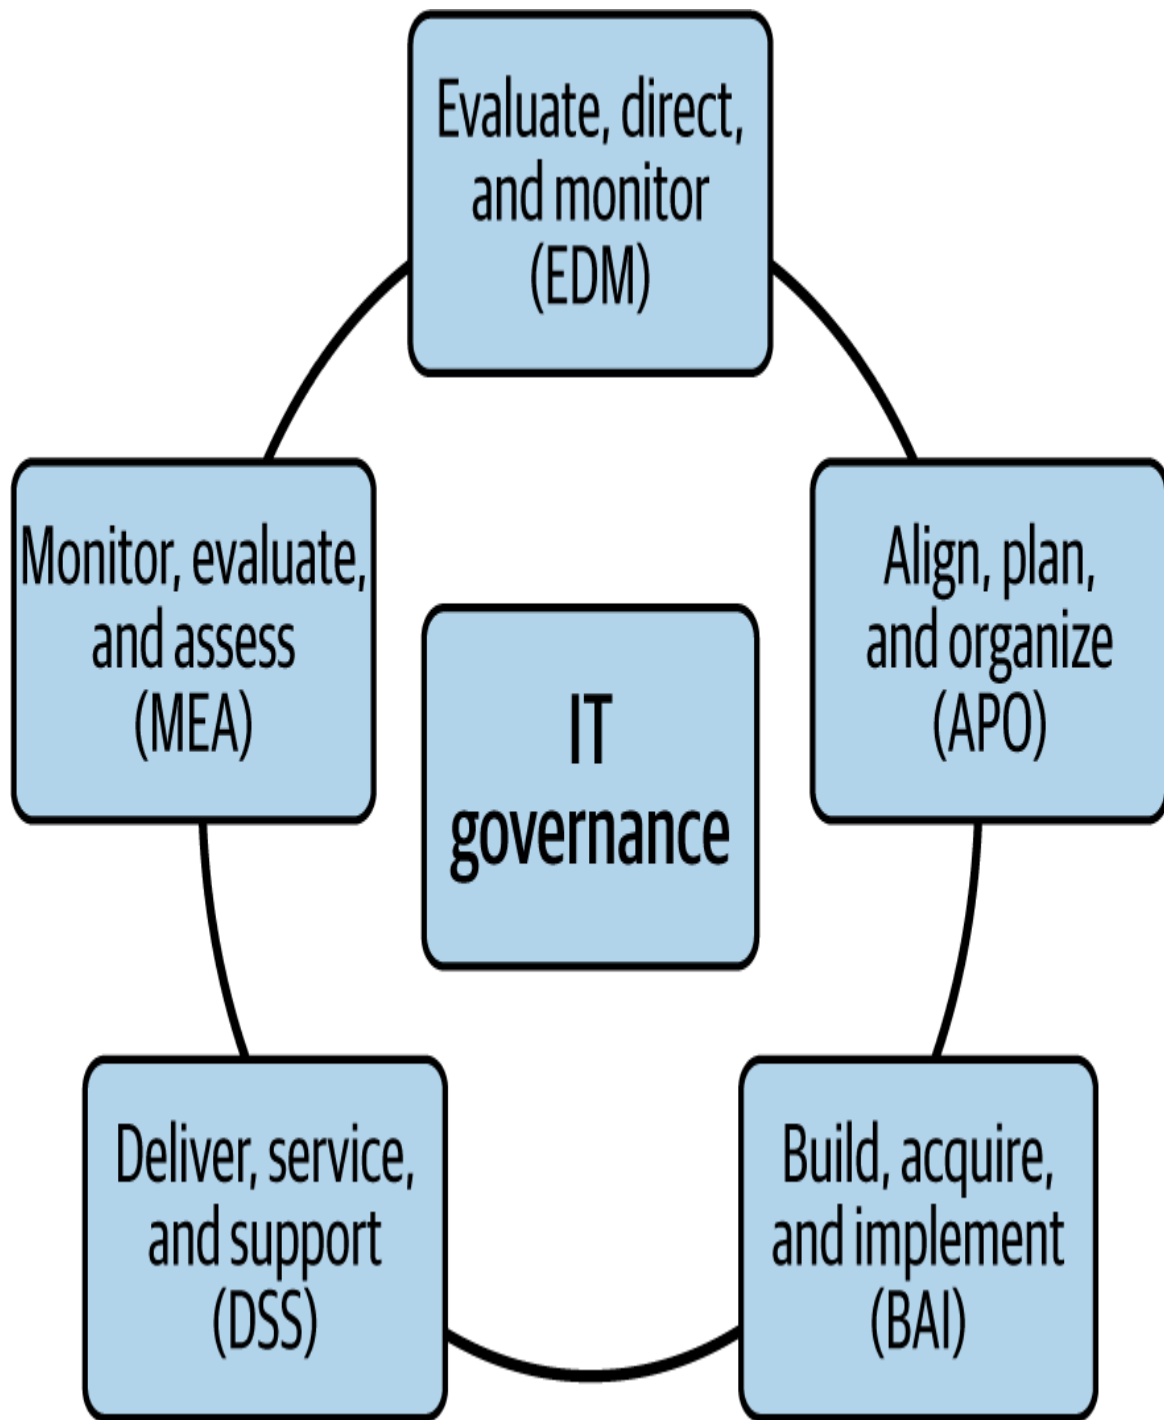 Evaluate, direct,
and monitor
(EDM)
Monitor, evaluate,
and assess
(MEA)
Align, plan,
and organize
(APO)
IT
governance
Deliver, service,
and support
(DSS)
Build, acquire,
and implement
(BAI)